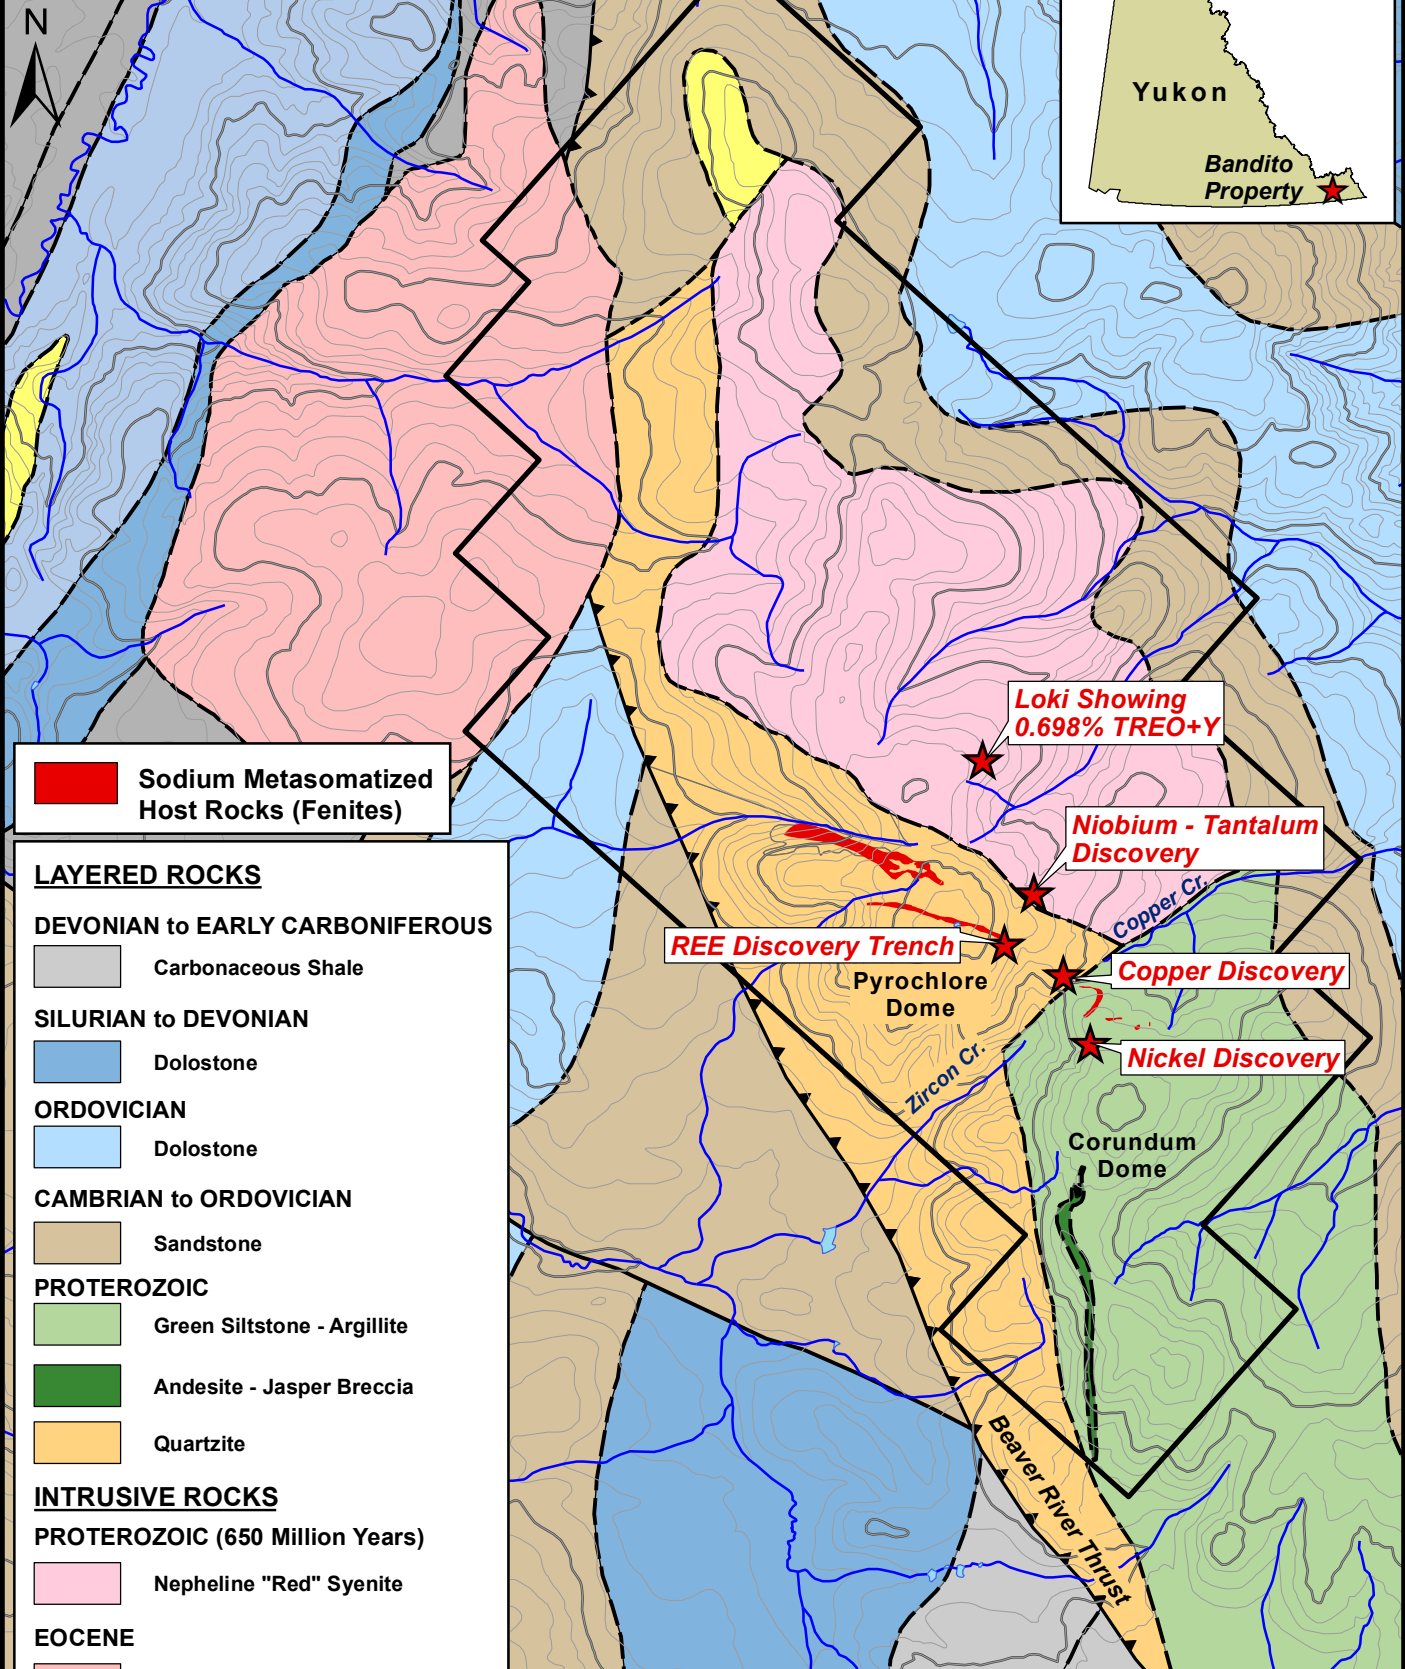 N
Yukon
Bandito
Property
Loki Showing
0.698% TREO+Y
Niobium - Tantalum
Discovery
Copper Cr.
REE Discovery Trench
Copper Discovery
Pyrochlore
Dome
Nickel Discovery
Zircon Cr.
Corundum
Dome
Beaver River Thrust
Sodium Metasomatized
Host Rocks (Fenites)
LAYERED ROCKS
DEVONIAN to EARLY CARBONIFEROUS
Carbonaceous Shale
SILURIAN to DEVONIAN
Dolostone
ORDOVICIAN
Dolostone
CAMBRIAN to ORDOVICIAN
Sandstone
PROTEROZOIC
Green Siltstone - Argillite
Andesite - Jasper Breccia
Quartzite
INTRUSIVE ROCKS
PROTEROZOIC (650 Million Years)
Nepheline "Red" Syenite
EOCENE